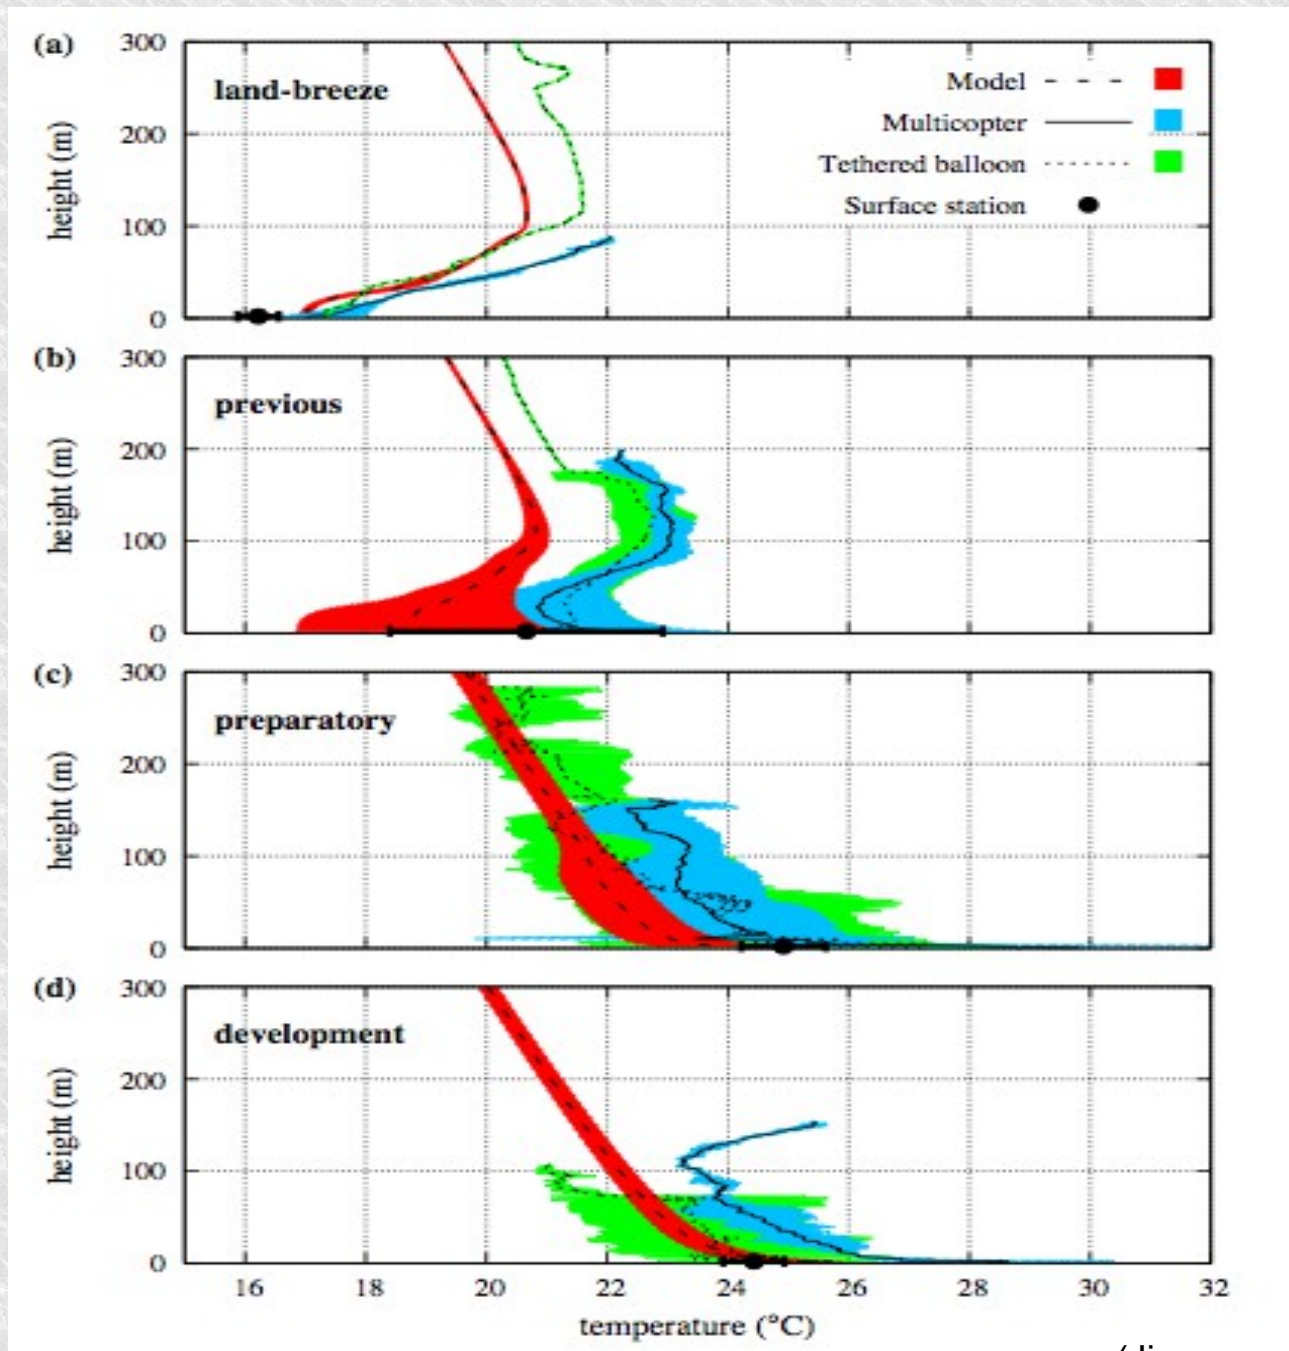 (a)
300
200
100
0
height (m)
land-breeze
Model
Multicopter
Tethered balloon
Surface station
(b)
300
200
100
0
height (m)
previous
(c)
300
200
100
0
height (m)
preparatory
(d)
300
200
100
0
height (m)
development
16 18 20 22 24 26 28 30 32
temperature (°C)